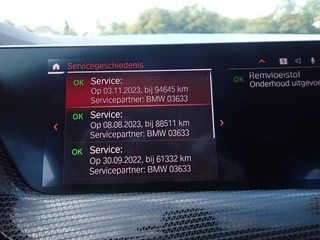 Servicegeschiedenis
OK Service:
Op 03.11.2023, bij 94645 km
Servicepartner: BMW 03633
OK Service:
Op 08.08.2023, bij 88511 km
Servicepartner: BMW 03633
OK Service:
Op 30.09.2022, bij 61332 km
Servicepartner: BMW 03633
OK Remvloeistof
Onderhoud uitgevoe